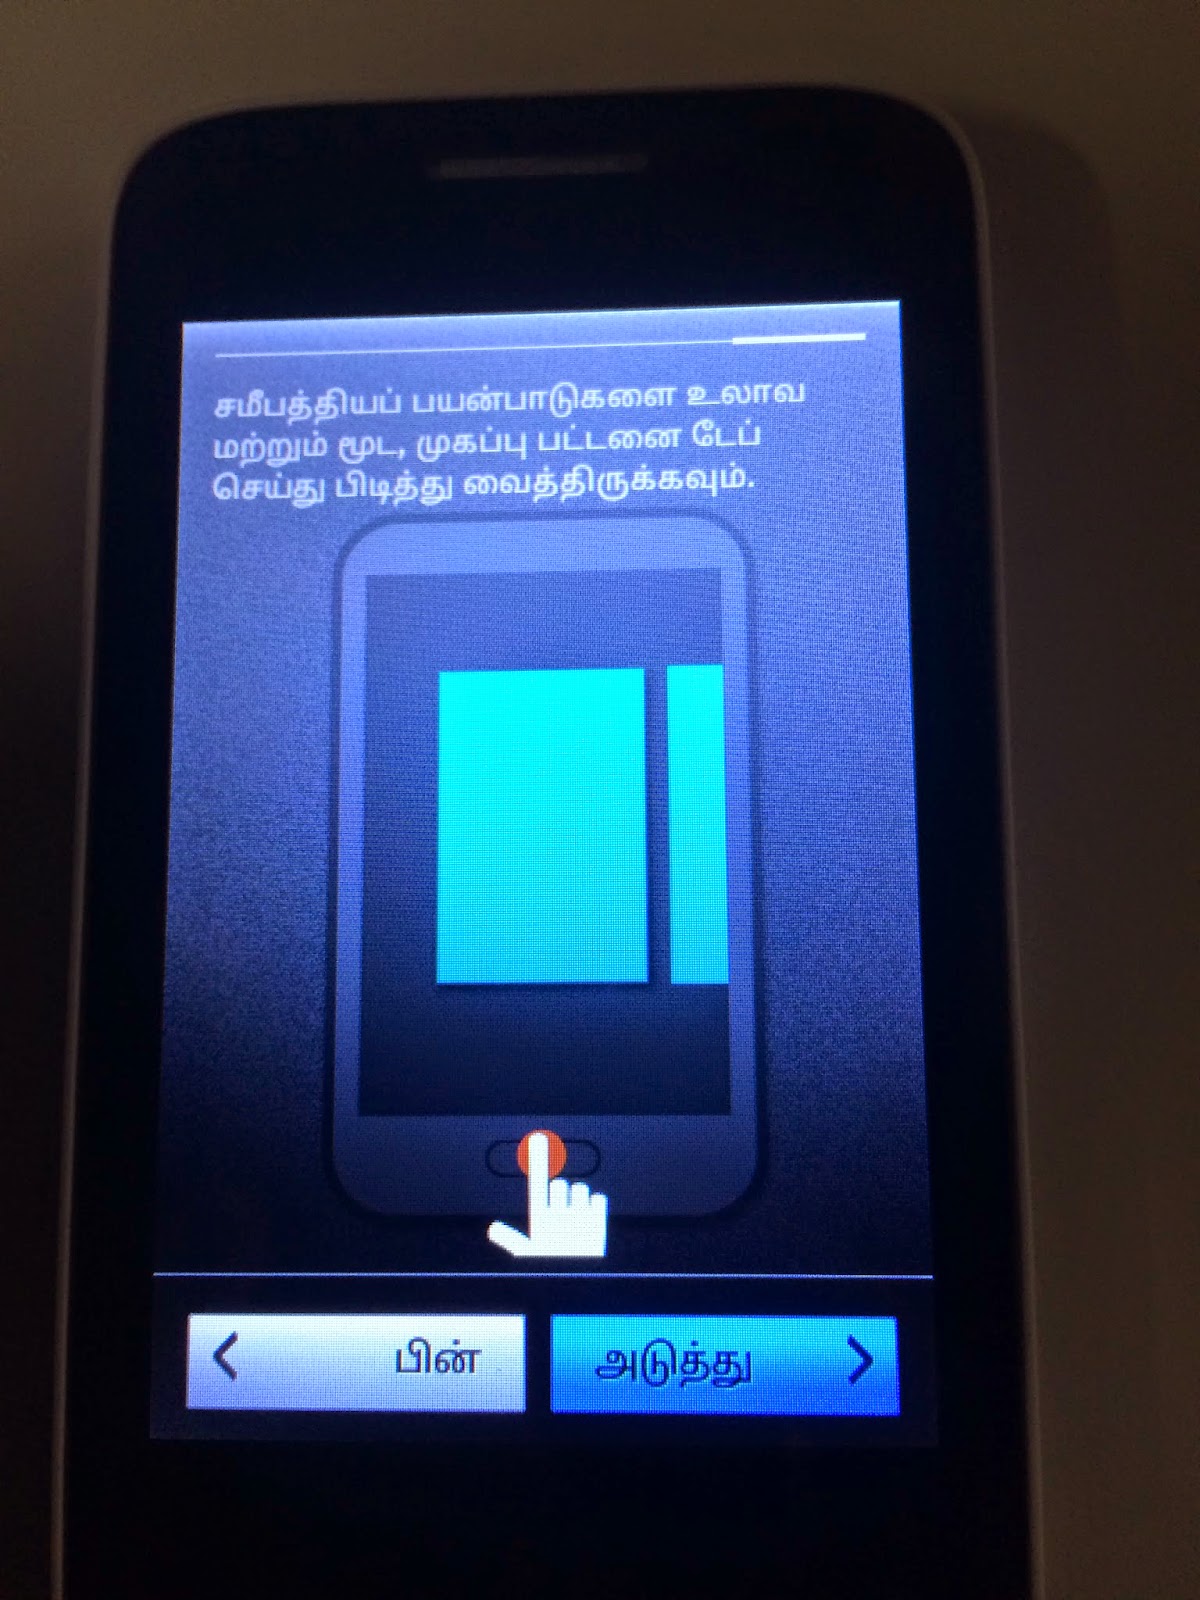 சமீபத்தியப் பயன்பாடுகளை உலாவ
மற்றும் மூட, முகப்பு பட்டனை டேப்
செய்து பிடித்து வைத்திருக்கவும்.
பின்
அடுத்து